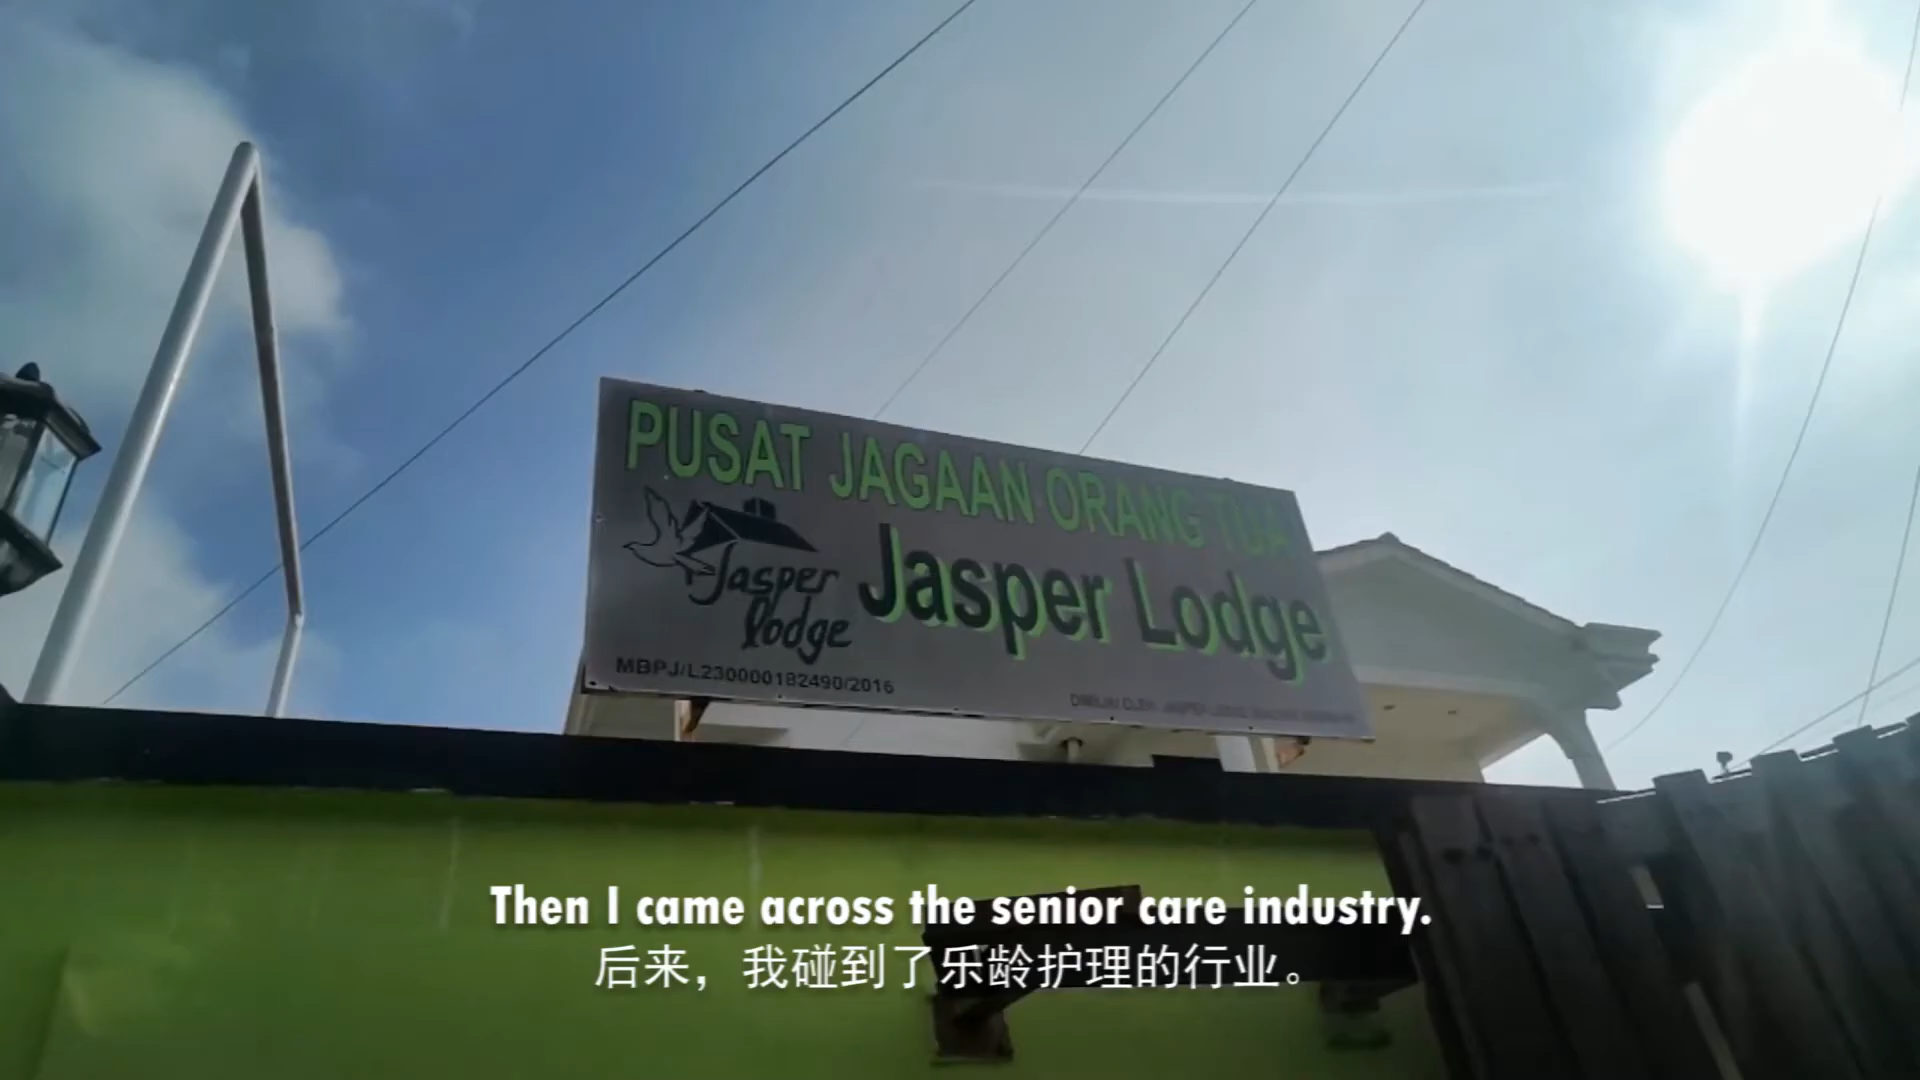 PUSAT JAGAAN ORANG TUA
Jasper
lodge
Jasper Lodge
MBPJ/L230000182490/2016
Then I came across the senior care industry.
后来，我碰到了乐龄护理的行业。